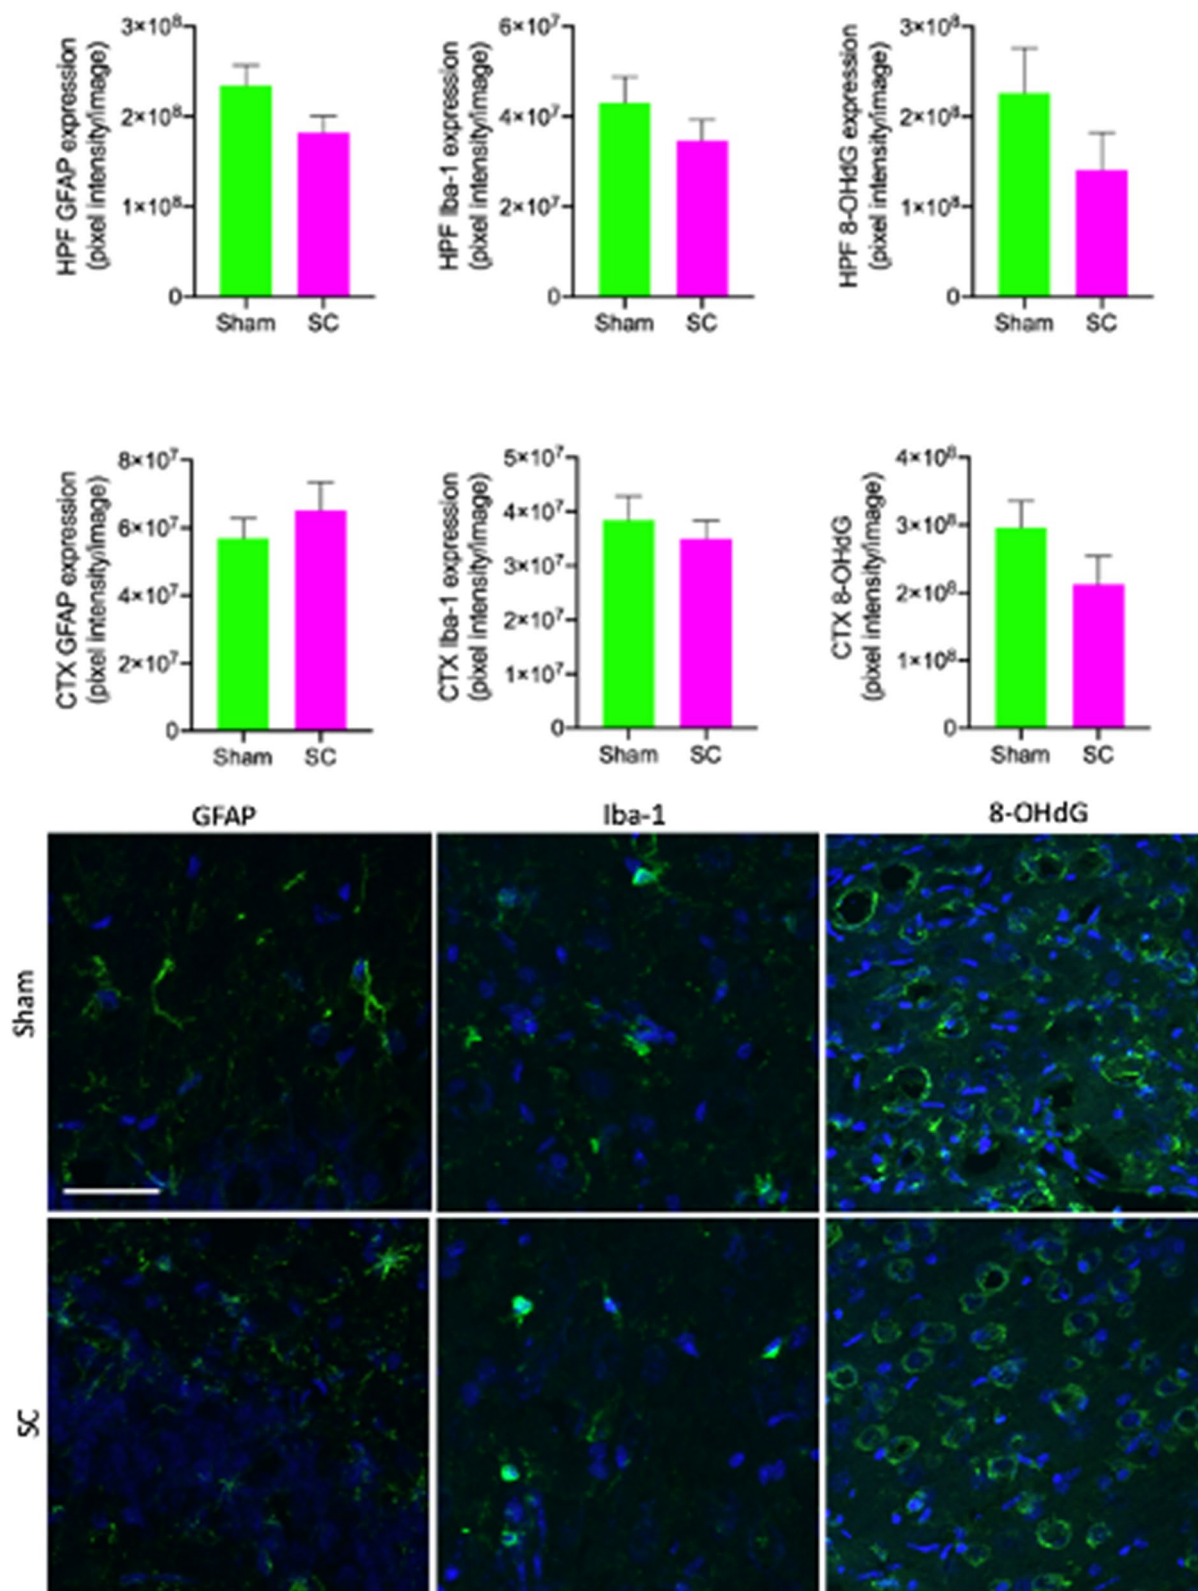 HPF GFAP expression
(pixel intensity/image)
3×10⁸
2×10⁸
1×10⁸
0
Sham SC
HPF Iba-1 expression
(pixel intensity/image)
6×10⁷
4×10⁷
2×10⁷
0
Sham SC
HPF 8-OHdG expression
(pixel intensity/image)
3×10⁸
2×10⁸
1×10⁸
0
Sham SC
CTX GFAP expression
(pixel intensity/image)
8×10⁷
6×10⁷
4×10⁷
2×10⁷
0
Sham SC
CTX Iba-1 expression
(pixel intensity/image)
5×10⁷
4×10⁷
3×10⁷
2×10⁷
1×10⁷
0
Sham SC
CTX 8-OHdG
(pixel intensity/image)
4×10⁸
3×10⁸
2×10⁸
1×10⁸
0
Sham SC
GFAP Iba-1 8-OHdG
Sham
SC